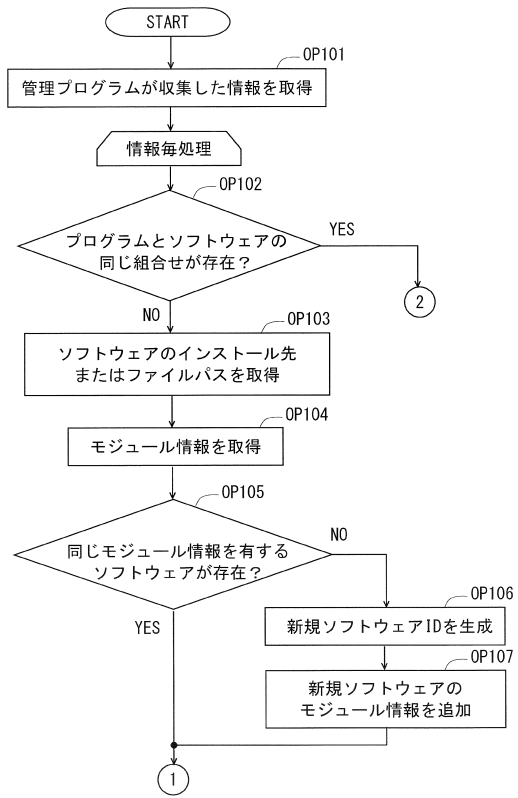 START
OP101
管理プログラムが収集した情報を取得
情報毎処理
OP102
プログラムとソフトウェアの
同じ組合せが存在?
YES
2
NO
OP103
ソフトウェアのインストール先
またはファイルパスを取得
OP104
モジュール情報を取得
OP105
同じモジュール情報を有する
ソフトウェアが存在?
NO
YES
OP106
新規ソフトウェアIDを生成
OP107
新規ソフトウェアの
モジュール情報を追加
1